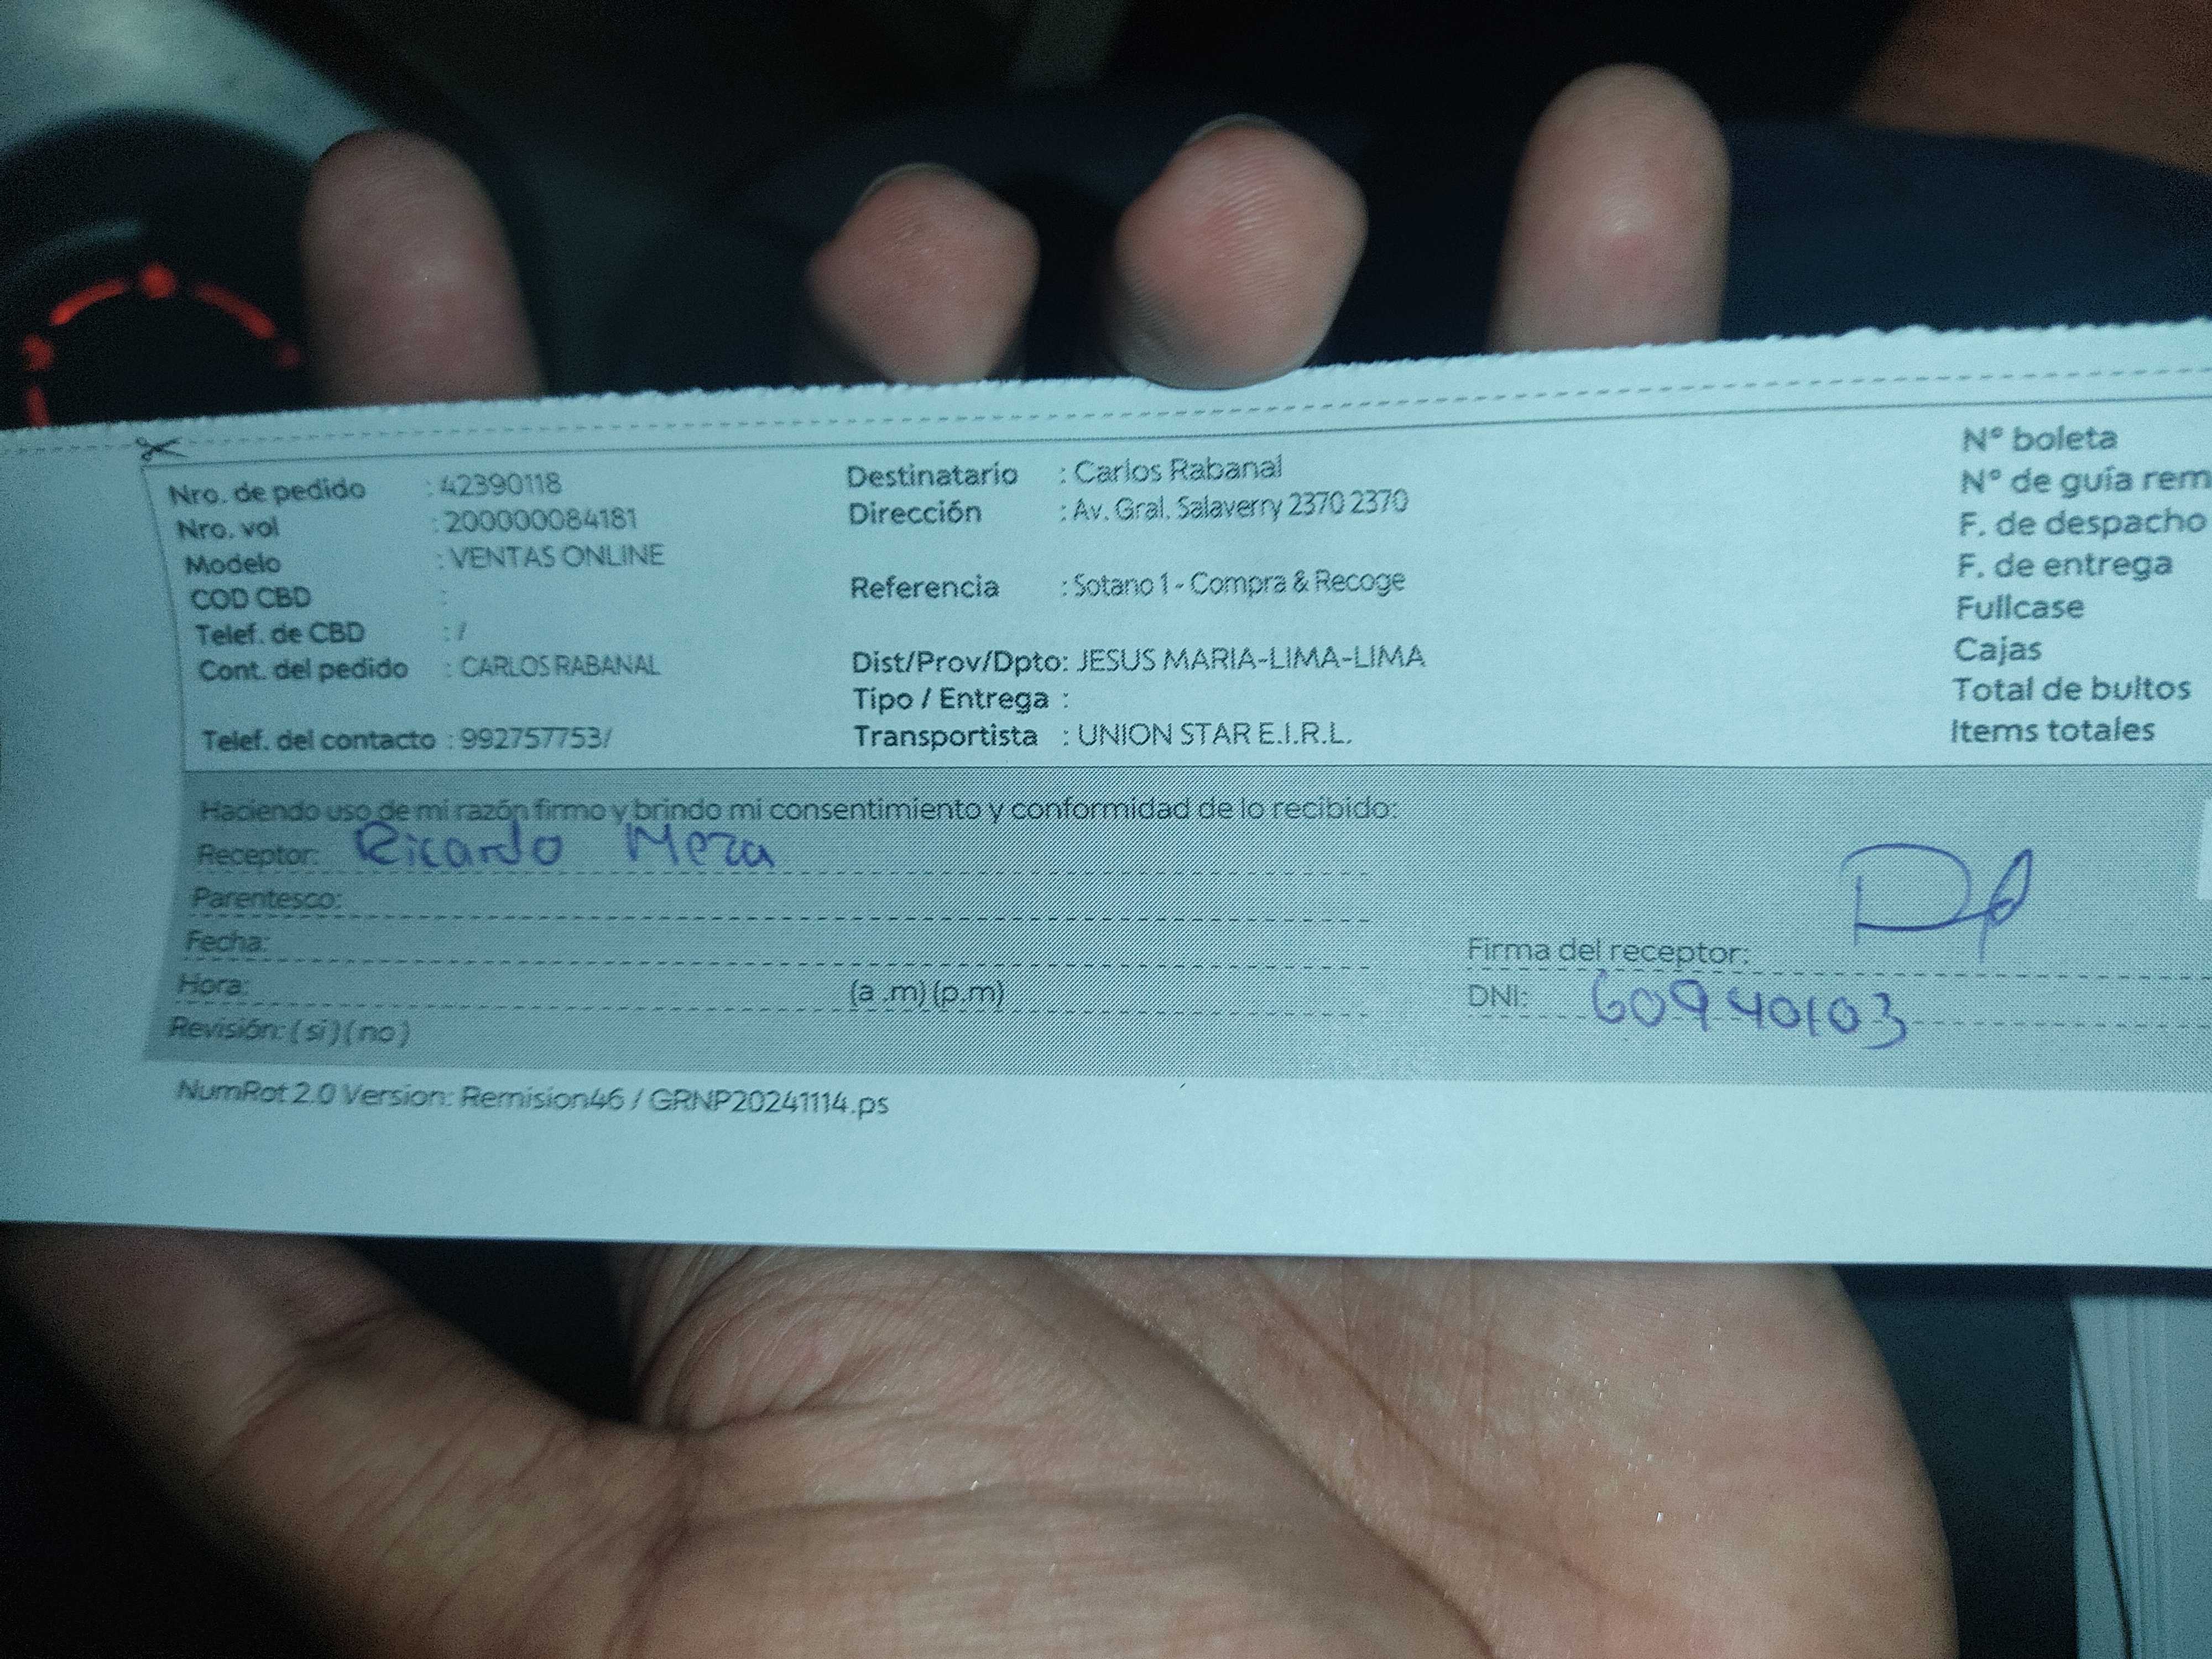 Nro. de pedido : 42390118
Nro. vol : 200000084181
Modelo : VENTAS ONLINE
COD CBD :
Telef. de CBD : /
Cont. del pedido : CARLOS RABANAL
Telef. del contacto : 992757753/
Destinatario : Carlos Rabanal
Dirección : Av. Gral. Salaverry 2370 2370
Referencia : Sotano 1 - Compra & Recoge
Dist/Prov/Dpto: JESUS MARIA-LIMA-LIMA
Tipo / Entrega :
Transportista : UNION STAR E.I.R.L.
N° boleta
N° de guía rem
F. de despacho
F. de entrega
Fullcase
Cajas
Total de bultos
Items totales
Haciendo uso de mi razón firmo y brindo mi consentimiento y conformidad de lo recibido:
Receptor: Ricardo Meza
Parentesco:
Fecha:
Hora: (a .m) (p.m)
Revisión: ( si ) ( no )
Firma del receptor:
DNI: 60940103
NumRot 2.0 Version: Remision46 / GRNP20241114.ps